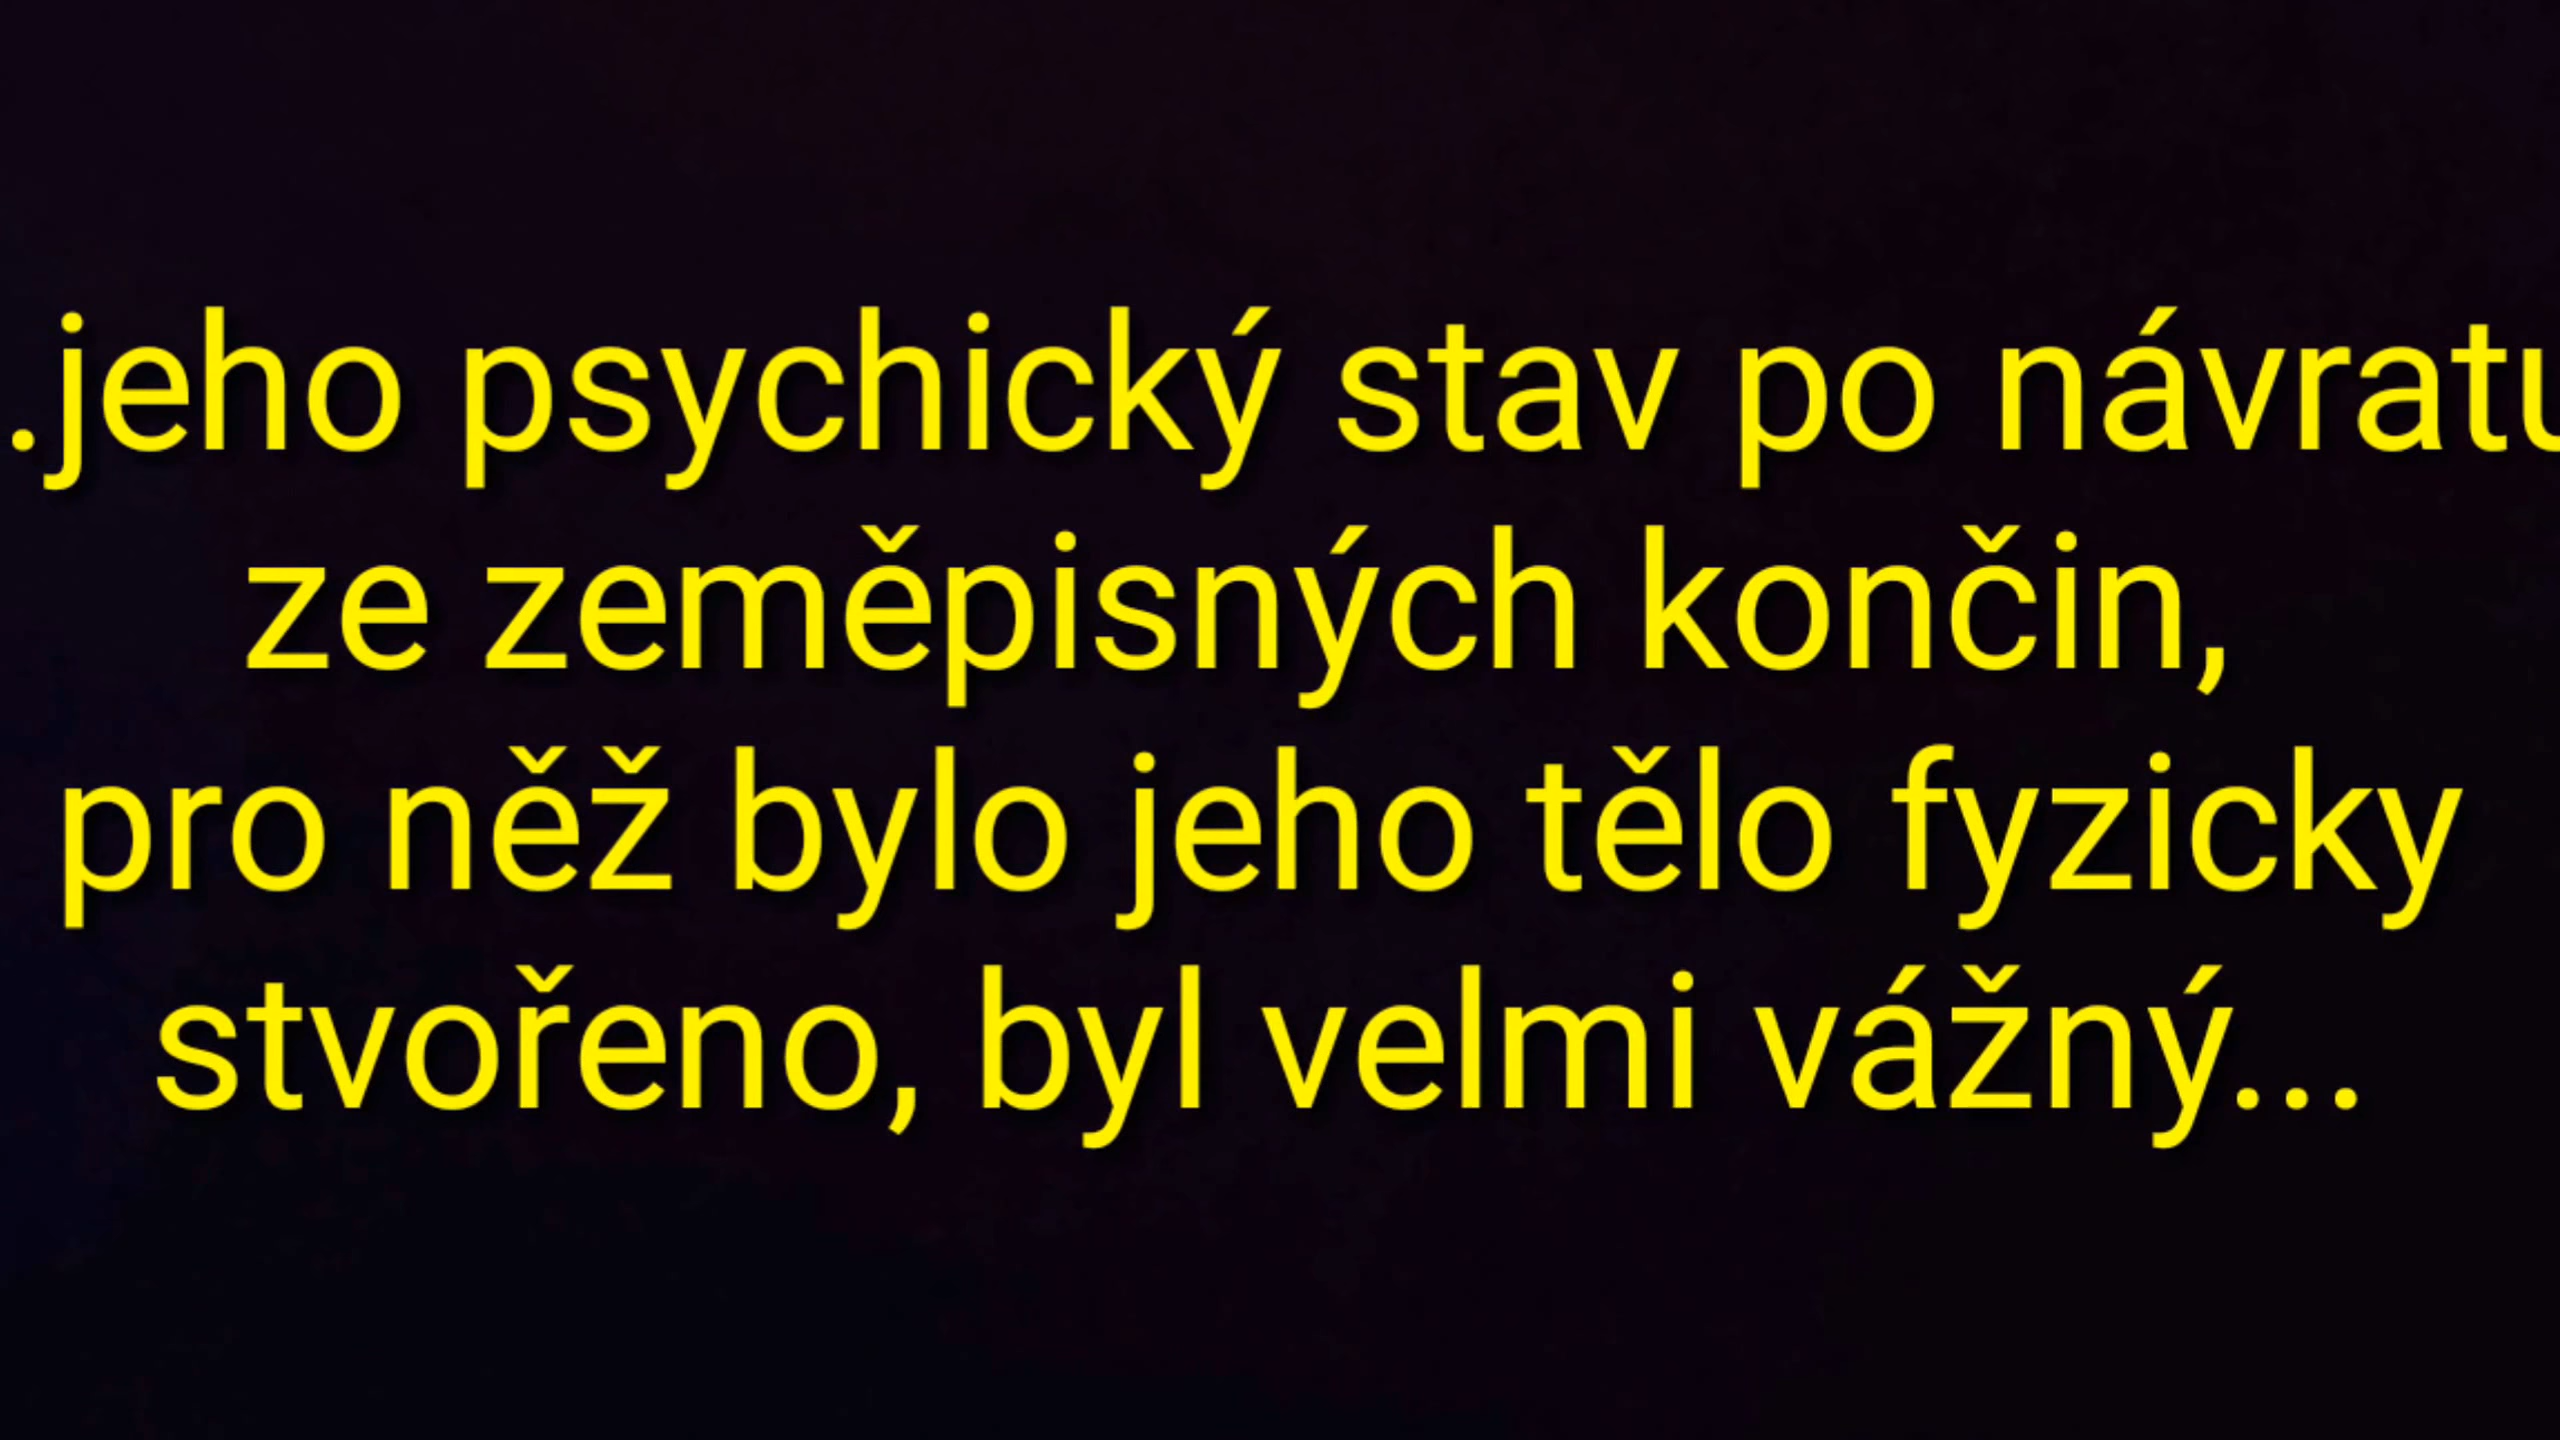 .jeho psychický stav po návratu
ze zeměpisných končin,
pro něž bylo jeho tělo fyzicky
stvořeno, byl velmi vážný...